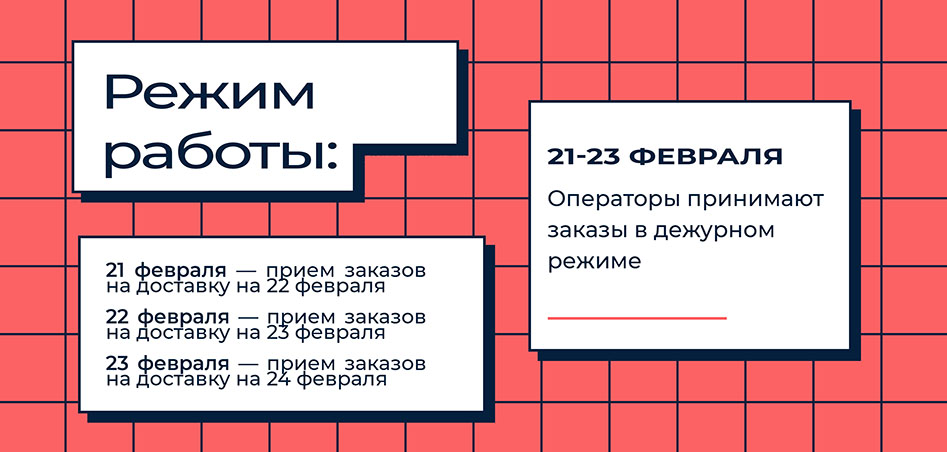 Режим
работы:
21 февраля — прием заказов
на доставку на 22 февраля
22 февраля — прием заказов
на доставку на 23 февраля
23 февраля — прием заказов
на доставку на 24 февраля
21-23 ФЕВРАЛЯ
Операторы принимают
заказы в дежурном
режиме